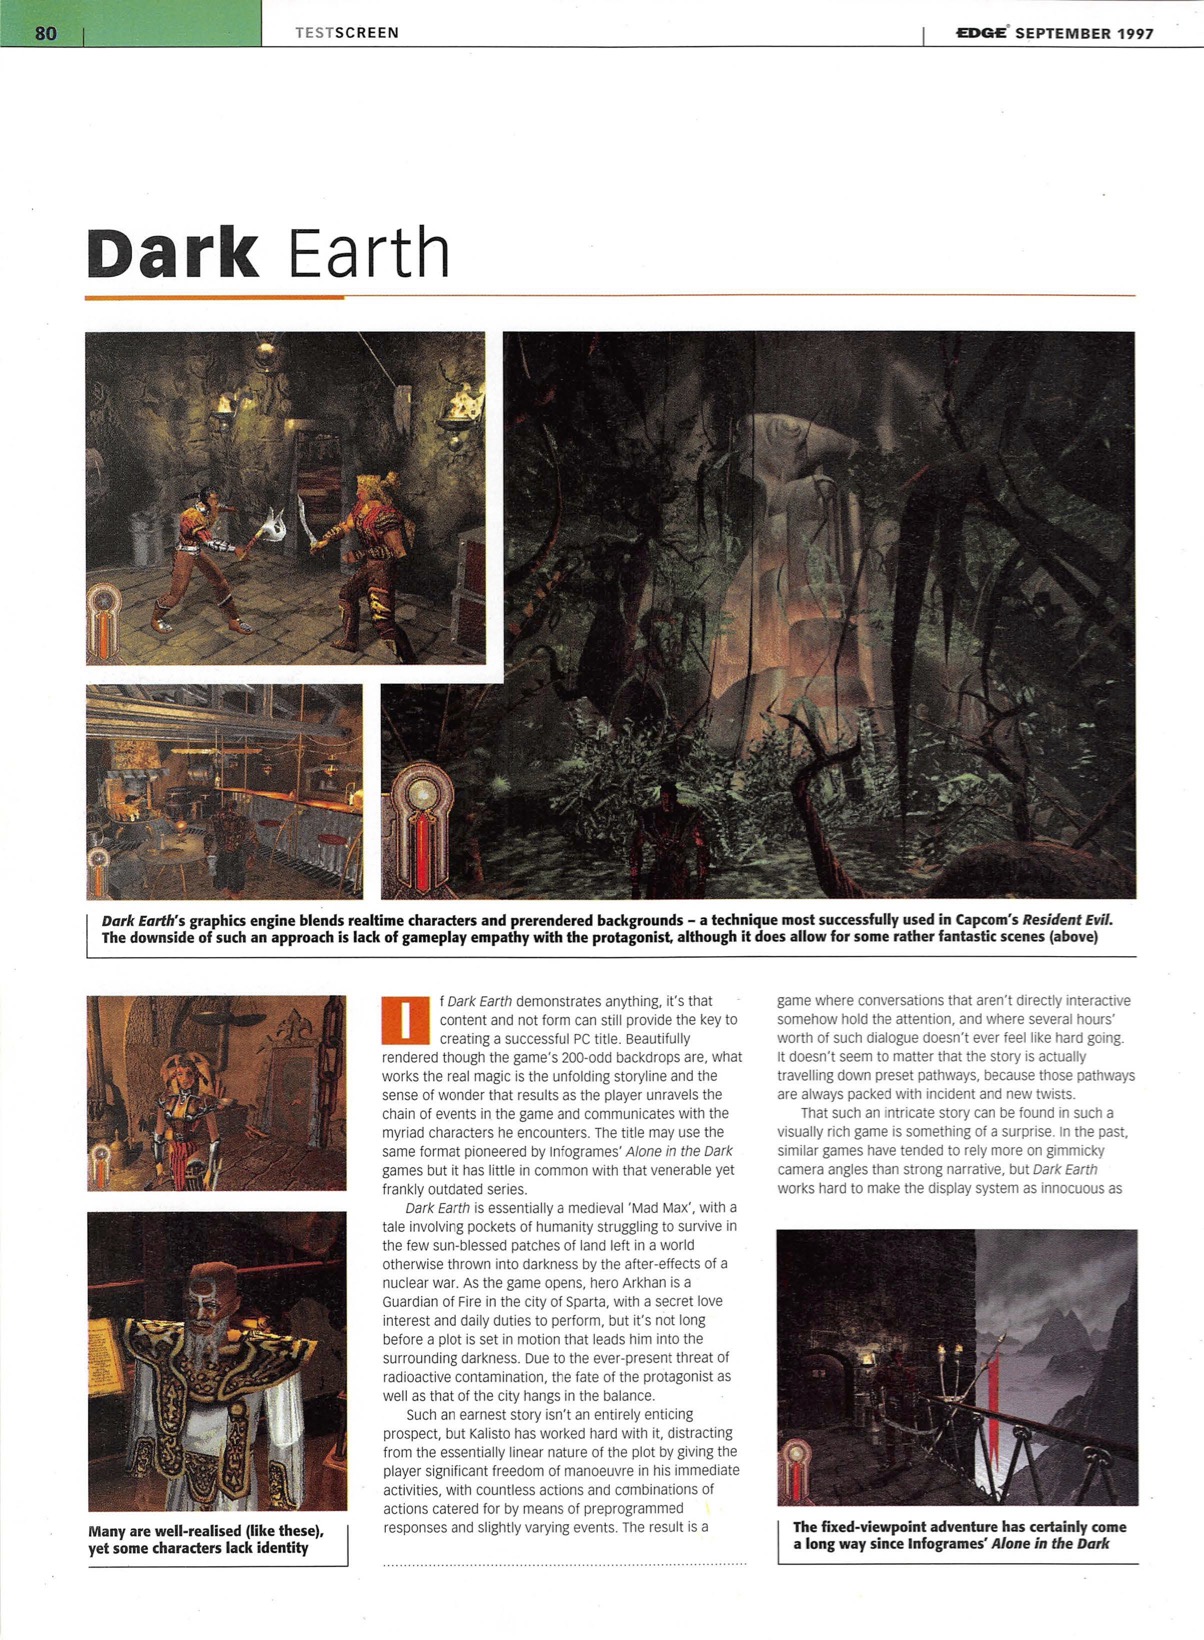 80
TESTSCREEN
EDGE® SEPTEMBER 1997
Dark Earth
Dark Earth's graphics engine blends realtime characters and prerendered backgrounds – a technique most successfully used in Capcom's Resident Evil.
The downside of such an approach is lack of gameplay empathy with the protagonist, although it does allow for some rather fantastic scenes (above)
If Dark Earth demonstrates anything, it's that
content and not form can still provide the key to
creating a successful PC title. Beautifully
rendered though the game's 200-odd backdrops are, what
works the real magic is the unfolding storyline and the
sense of wonder that results as the player unravels the
chain of events in the game and communicates with the
myriad characters he encounters. The title may use the
same format pioneered by Infogrames' Alone in the Dark
games but it has little in common with that venerable yet
frankly outdated series.
Dark Earth is essentially a medieval 'Mad Max', with a
tale involving pockets of humanity struggling to survive in
the few sun-blessed patches of land left in a world
otherwise thrown into darkness by the after-effects of a
nuclear war. As the game opens, hero Arkhan is a
Guardian of Fire in the city of Sparta, with a secret love
interest and daily duties to perform, but it's not long
before a plot is set in motion that leads him into the
surrounding darkness. Due to the ever-present threat of
radioactive contamination, the fate of the protagonist as
well as that of the city hangs in the balance.
Such an earnest story isn't an entirely enticing
prospect, but Kalisto has worked hard with it, distracting
from the essentially linear nature of the plot by giving the
player significant freedom of manoeuvre in his immediate
activities, with countless actions and combinations of
actions catered for by means of preprogrammed
responses and slightly varying events. The result is a
game where conversations that aren't directly interactive
somehow hold the attention, and where several hours'
worth of such dialogue doesn't ever feel like hard going.
It doesn't seem to matter that the story is actually
travelling down preset pathways, because those pathways
are always packed with incident and new twists.
That such an intricate story can be found in such a
visually rich game is something of a surprise. In the past,
similar games have tended to rely more on gimmicky
camera angles than strong narrative, but Dark Earth
works hard to make the display system as innocuous as
Many are well-realised (like these),
yet some characters lack identity
The fixed-viewpoint adventure has certainly come
a long way since Infogrames' Alone in the Dark